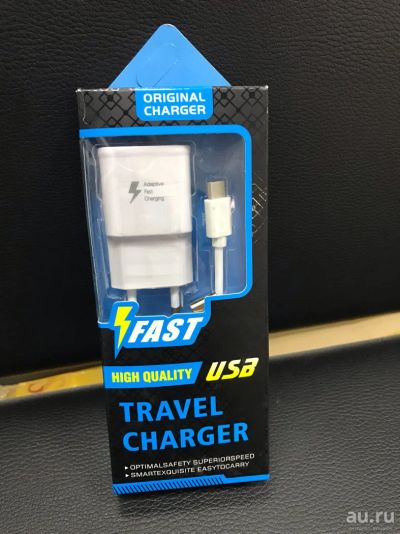 ORIGINAL
CHARGER
Adaptive
Fast
Charging
FAST
HIGH QUALITY USB
TRAVEL
CHARGER
OPTIMALSAFETY SUPERIORSPEED
SMARTEXQUISITE EASYTOCARRY
au.ru